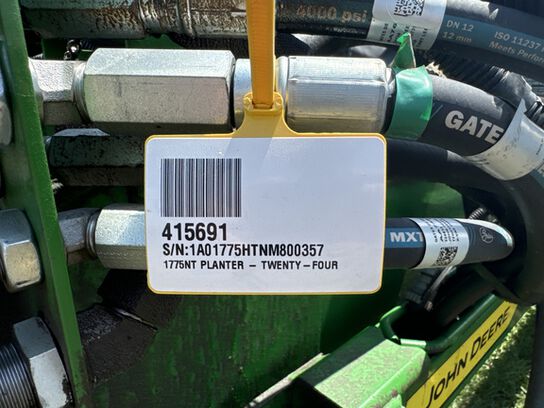 4000 psi
DN 12
12 mm
ISO 11237
Meets Perfor
GATE
415691
S/N:1A01775HTNM800357
1775NT PLANTER - TWENTY-FOUR
MXT
JOHN DEERE